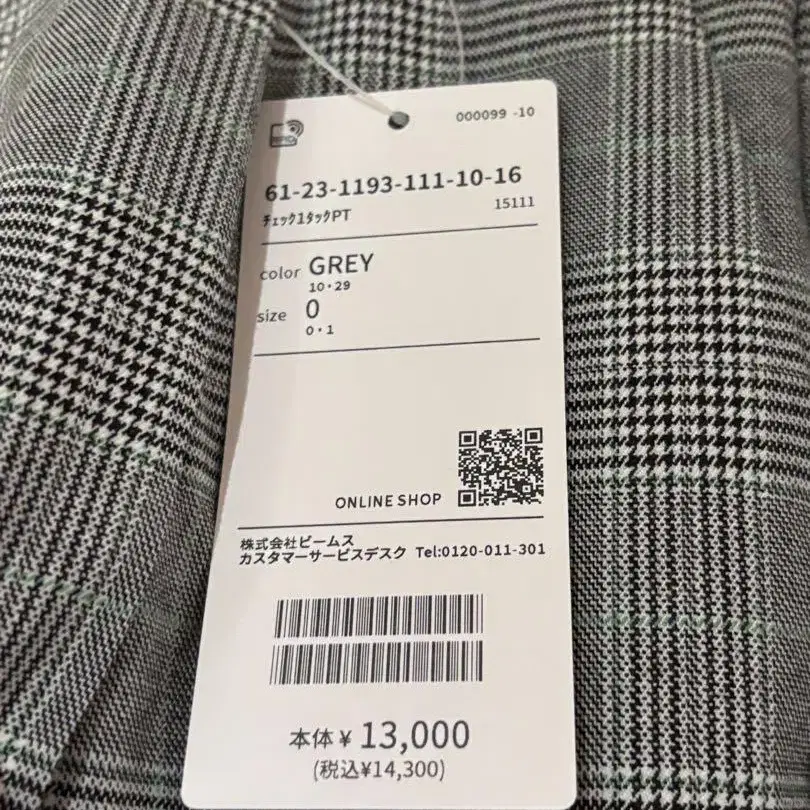 000099 -10
61-23-1193-111-10-16
ﾁｪｯｸ1ﾀｯｸPT
15111
color GREY
10・29
size 0
0・1
ONLINE SHOP
株式会社ビームス
カスタマーサービスデスク Tel:0120-011-301
本体¥ 13,000
(税込¥14,300)